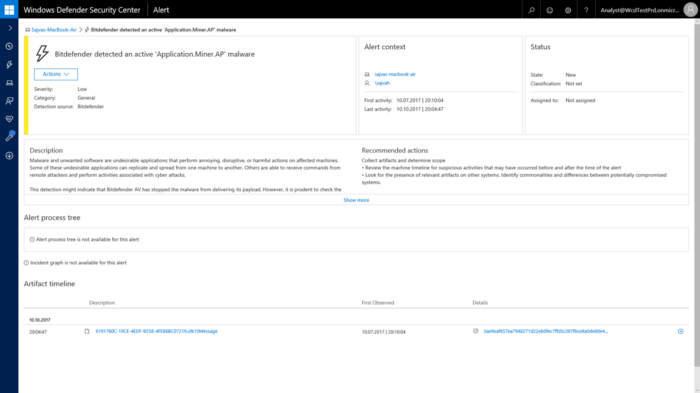 Windows Defender Security Center
Alert
Analyst@WcdTestPrd.onmicr...
Sajvas-MacBook-Air
Bitdefender detected an active 'Application.Miner.AP' malware
Bitdefender detected an active 'Application.Miner.AP' malware
Actions
Severity: Low
Category: General
Detection source: Bitdefender
Alert context
sajvas-macbook-air
\sajvah
First activity: 10.07.2017 | 20:10:04
Last activity: 10.10.2017 | 20:04:47
Status
State: New
Classification: Not set
Assigned to: Not assigned
Description
Malware and unwanted software are undesirable applications that perform annoying, disruptive, or harmful actions on affected machines.
Some of these undesirable applications can replicate and spread from one machine to another. Others are able to receive commands from
remote attackers and perform activities associated with cyber attacks.
This detection might indicate that Bitdefender AV has stopped the malware from delivering its payload. However, it is prudent to check the
Recommended actions
Collect artifacts and determine scope
• Review the machine timeline for suspicious activities that may have occurred before and after the time of the alert
• Look for the presence of relevant artifacts on other systems. Identify commonalities and differences between potentially compromised
systems.
Show more
Alert process tree
Alert process tree is not available for this alert
Incident graph is not available for this alert
Artifact timeline
Description
First Observed
Details
10.10.2017
20:04:47
10.07.2017 | 20:10:04